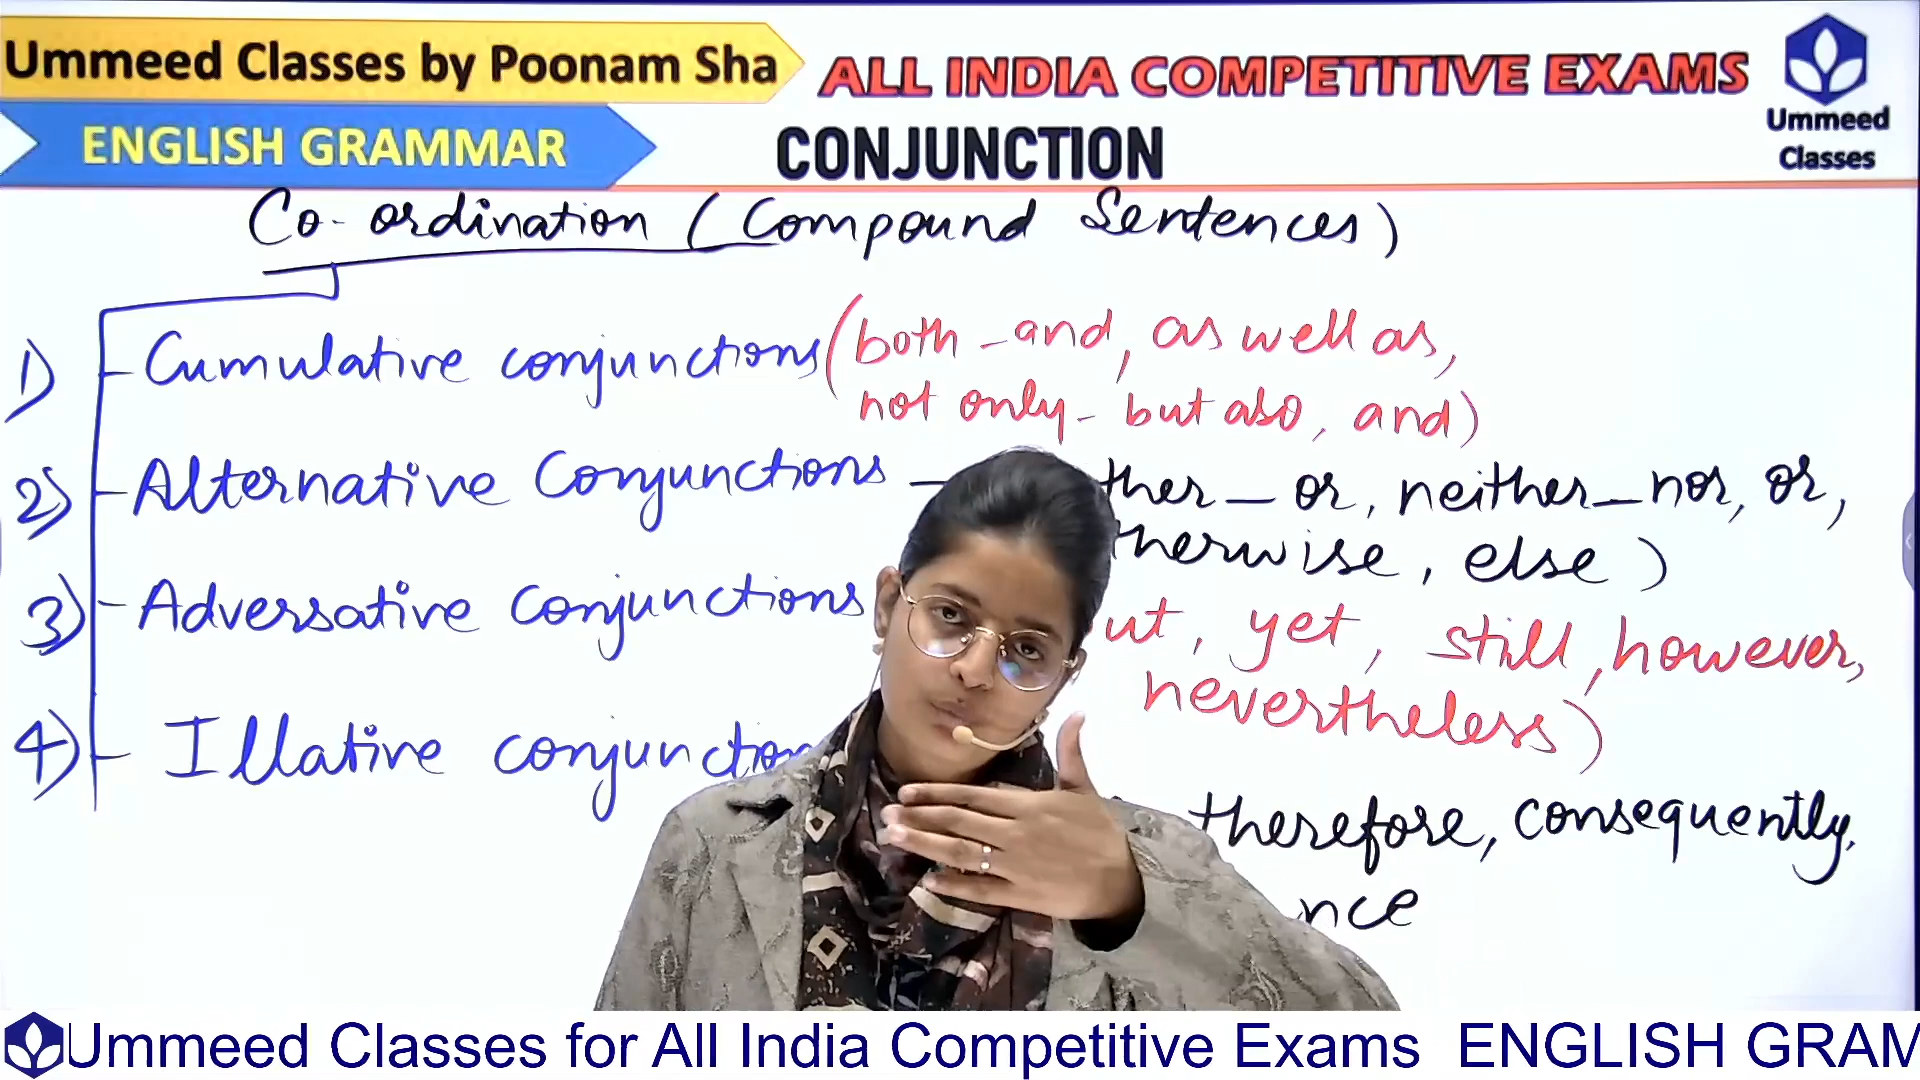 Ummeed Classes by Poonam Sha
ALL INDIA COMPETITIVE EXAMS
Ummeed
Classes
ENGLISH GRAMMAR
CONJUNCTION
Co-ordination (Compound Sentences)
1) Cumulative conjunctions (both - and, as well as,
not only - but also, and)
2) Alternative Conjunctions - ther - or, neither - nor, or,
therwise, else)
3) Adversative conjunctions ut, yet, still, however,
nevertheless)
4) Illative conjunction therefore, consequently,
nce
Ummeed Classes for All India Competitive Exams ENGLISH GRAM